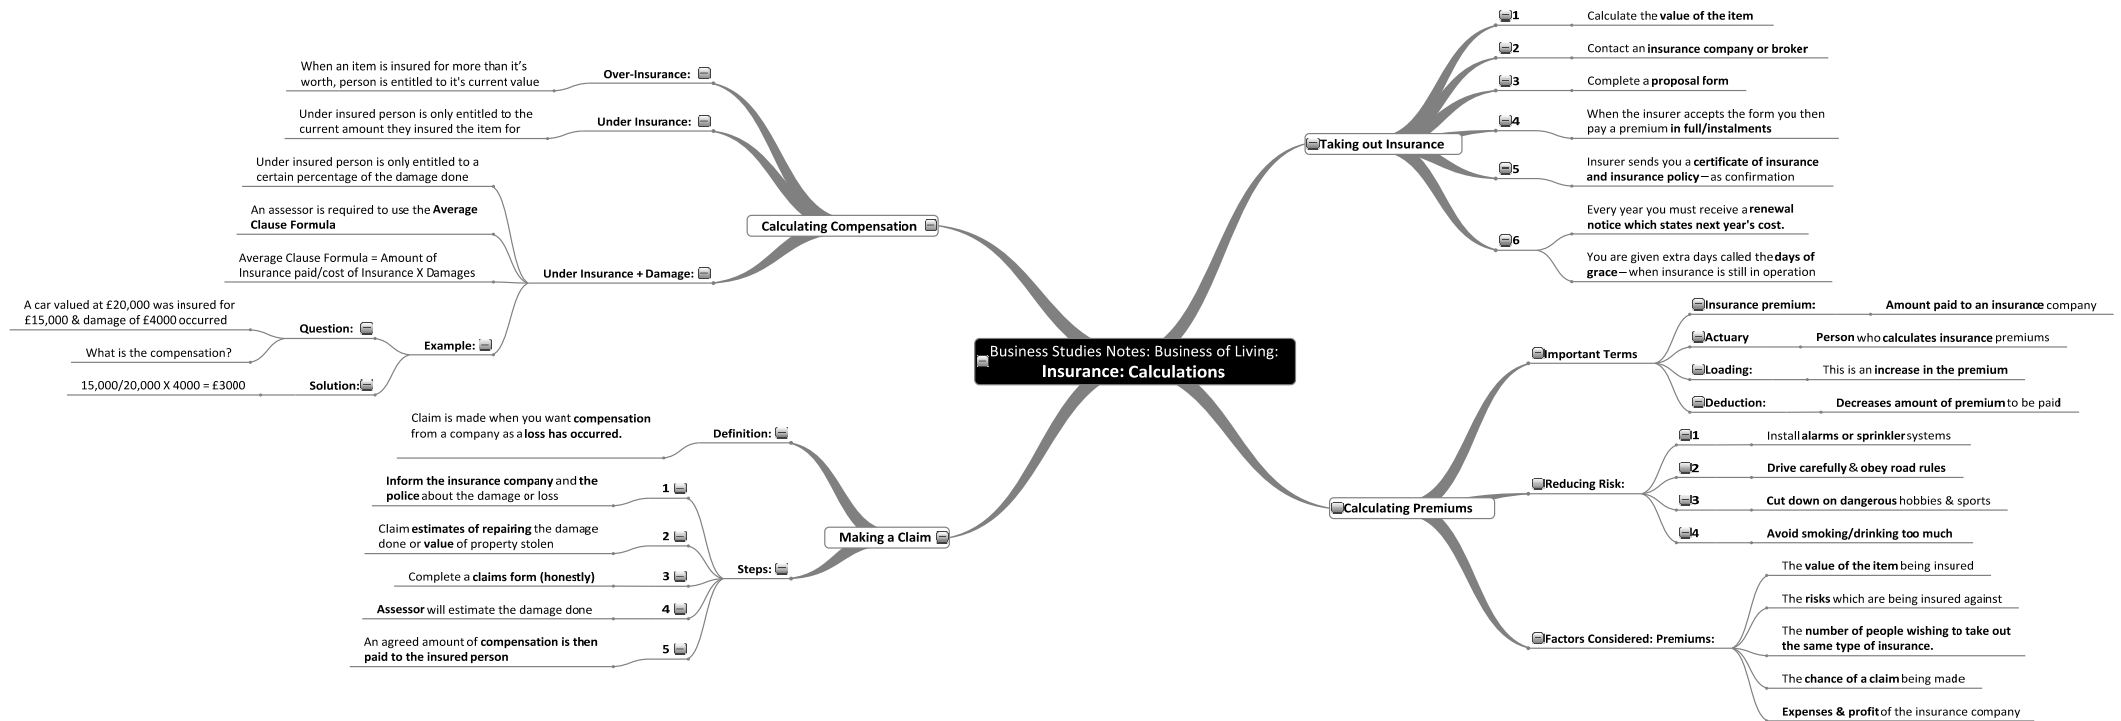 Business Studies Notes: Business of Living:
Insurance: Calculations
Taking out Insurance
1
Calculate the value of the item
2
Contact an insurance company or broker
3
Complete a proposal form
4
When the insurer accepts the form you then
pay a premium in full/instalments
5
Insurer sends you a certificate of insurance
and insurance policy – as confirmation
6
Every year you must receive a renewal
notice which states next year's cost.
You are given extra days called the days of
grace – when insurance is still in operation
Calculating Premiums
Important Terms
Insurance premium:
Amount paid to an insurance company
Actuary
Person who calculates insurance premiums
Loading:
This is an increase in the premium
Deduction:
Decreases amount of premium to be paid
Reducing Risk:
1
Install alarms or sprinkler systems
2
Drive carefully & obey road rules
3
Cut down on dangerous hobbies & sports
4
Avoid smoking/drinking too much
Factors Considered: Premiums:
The value of the item being insured
The risks which are being insured against
The number of people wishing to take out
the same type of insurance.
The chance of a claim being made
Expenses & profit of the insurance company
Calculating Compensation
Over-Insurance:
When an item is insured for more than it’s
worth, person is entitled to it's current value
Under Insurance:
Under insured person is only entitled to the
current amount they insured the item for
Under Insurance + Damage:
Under insured person is only entitled to a
certain percentage of the damage done
An assessor is required to use the Average
Clause Formula
Average Clause Formula = Amount of
Insurance paid/cost of Insurance X Damages
Example:
Question:
A car valued at £20,000 was insured for
£15,000 & damage of £4000 occurred
What is the compensation?
Solution:
15,000/20,000 X 4000 = £3000
Making a Claim
Definition:
Claim is made when you want compensation
from a company as a loss has occurred.
Steps:
1
Inform the insurance company and the
police about the damage or loss
2
Claim estimates of repairing the damage
done or value of property stolen
3
Complete a claims form (honestly)
4
Assessor will estimate the damage done
5
An agreed amount of compensation is then
paid to the insured person